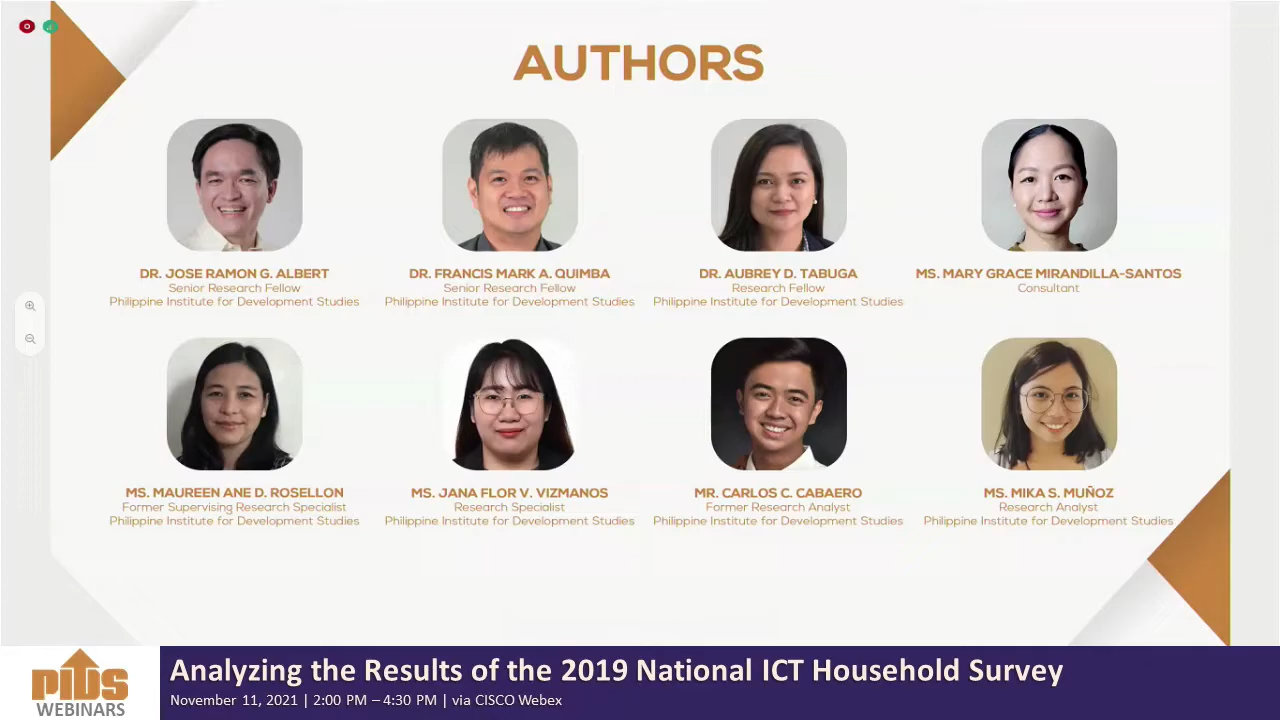 AUTHORS
DR. JOSE RAMON G. ALBERT
Senior Research Fellow
Philippine Institute for Development Studies
DR. FRANCIS MARK A. QUIMBA
Senior Research Fellow
Philippine Institute for Development Studies
DR. AUBREY D. TABUGA
Research Fellow
Philippine Institute for Development Studies
MS. MARY GRACE MIRANDILLA-SANTOS
Consultant
MS. MAUREEN ANE D. ROSELLON
Former Supervising Research Specialist
Philippine Institute for Development Studies
MS. JANA FLOR V. VIZMANOS
Research Specialist
Philippine Institute for Development Studies
MR. CARLOS C. CABAERO
Former Research Analyst
Philippine Institute for Development Studies
MS. MIKA S. MUÑOZ
Research Analyst
Philippine Institute for Development Studies
pids
WEBINARS
Analyzing the Results of the 2019 National ICT Household Survey
November 11, 2021 | 2:00 PM – 4:30 PM | via CISCO Webex